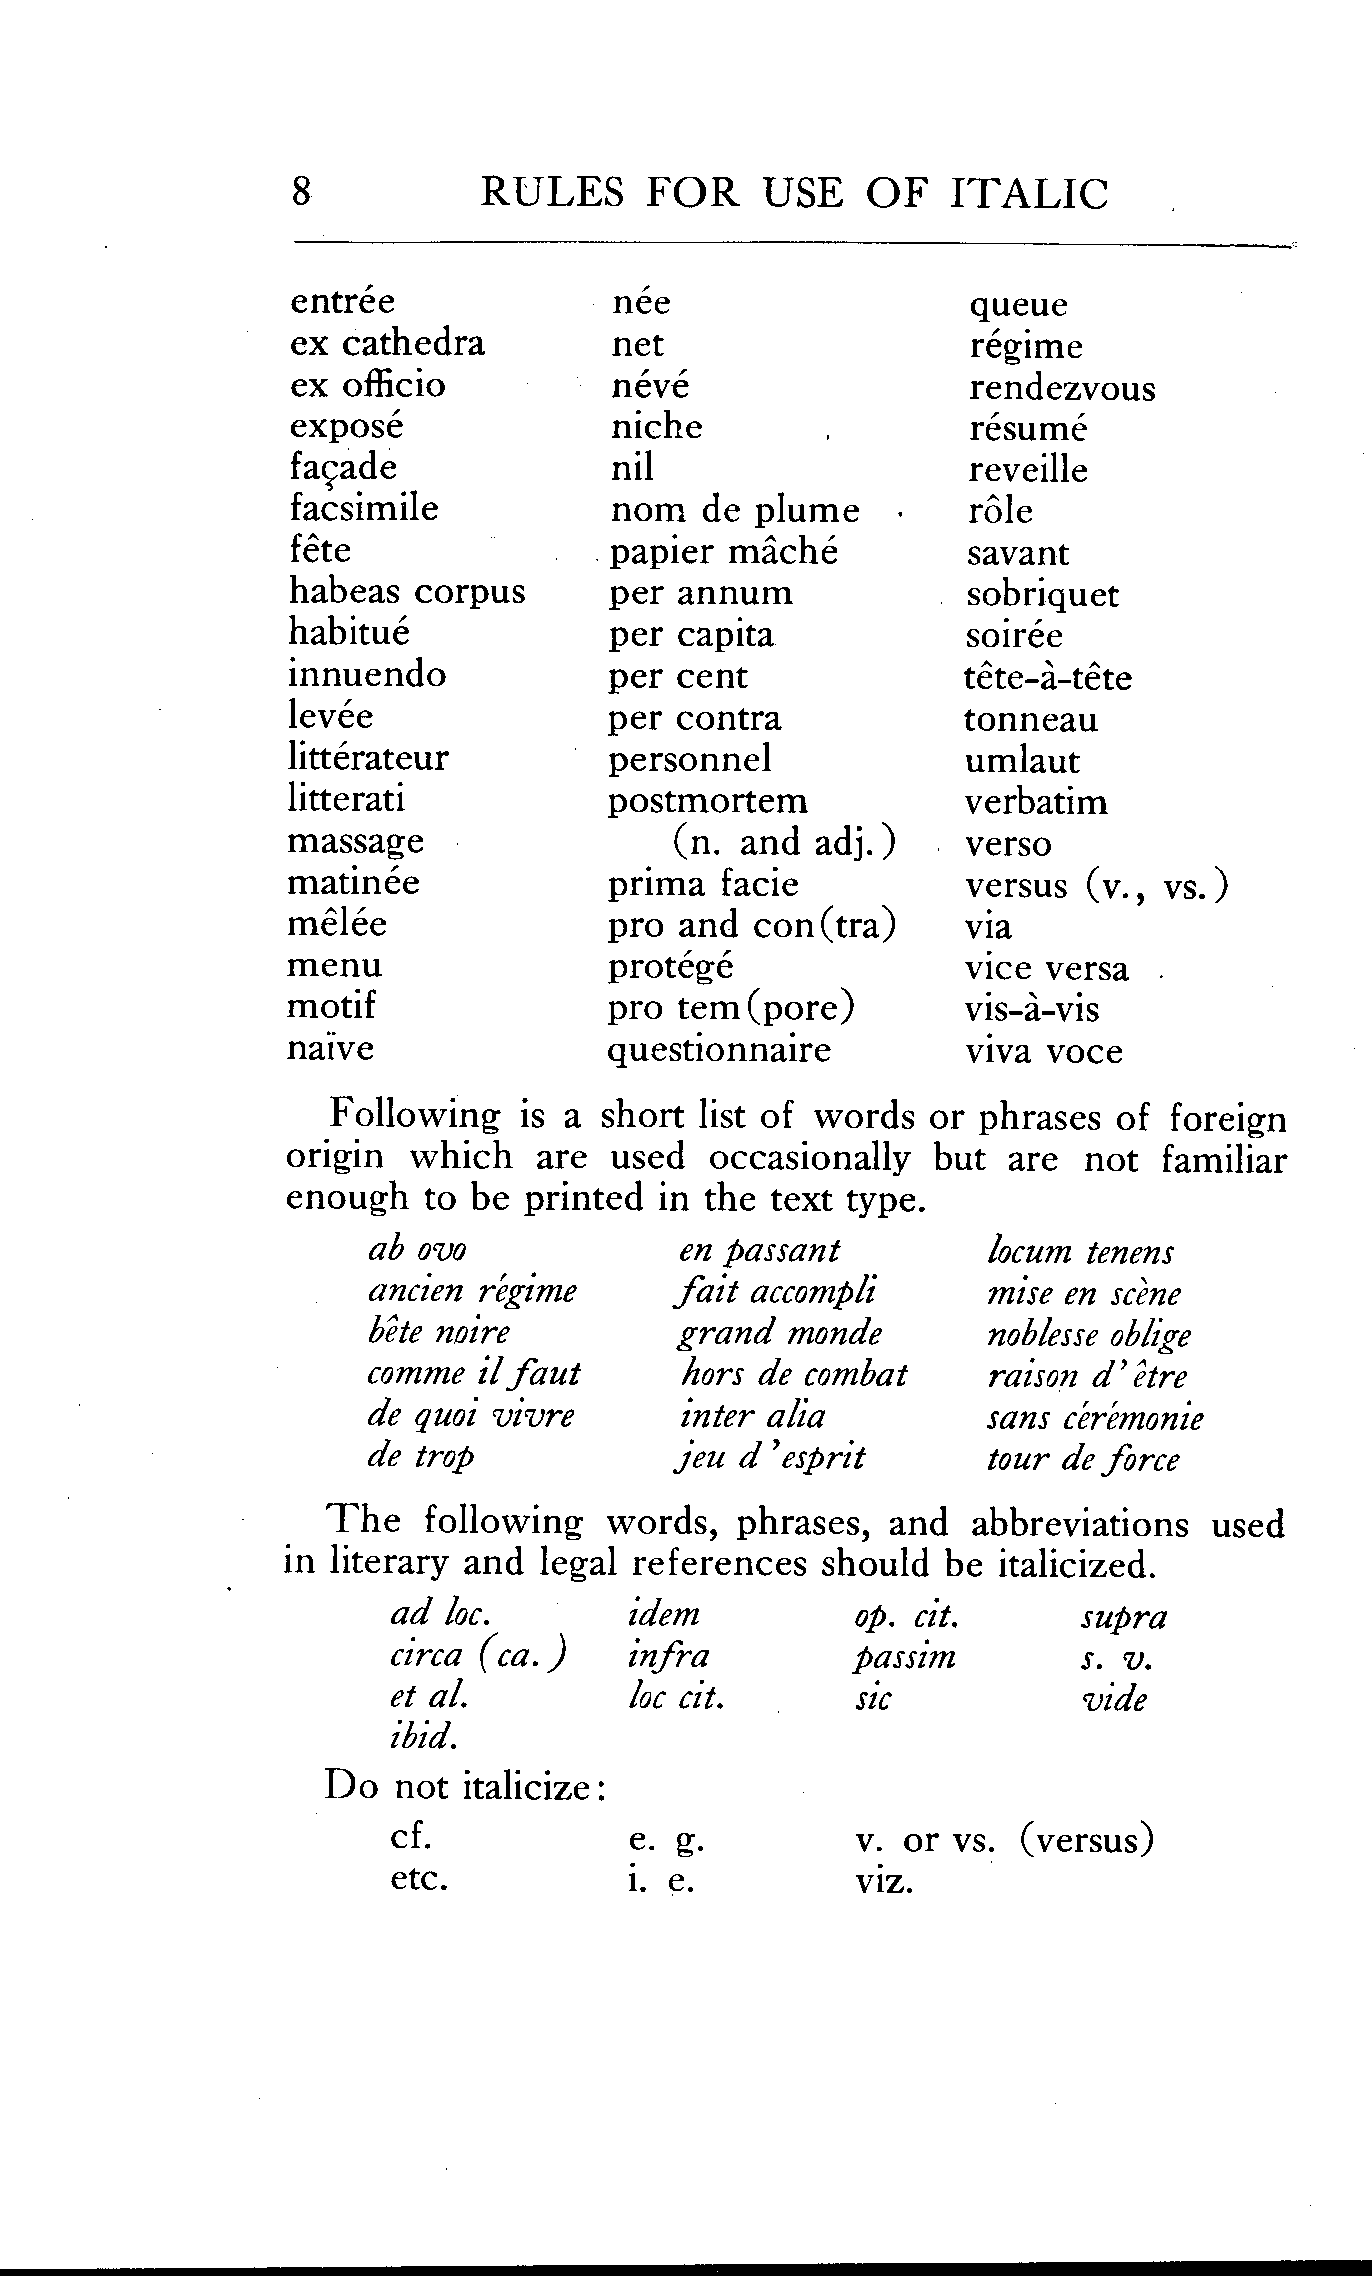 8 RULES FOR USE OF ITALIC
entrée née queue
ex cathedra net régime
ex officio névé rendezvous
exposé niche résumé
façade nil reveille
facsimile nom de plume rôle
fête papier mâché savant
habeas corpus per annum sobriquet
habitué per capita soirée
innuendo per cent tête-à-tête
levée per contra tonneau
littérateur personnel umlaut
litterati postmortem verbatim
massage (n. and adj.) verso
matinée prima facie versus (v., vs.)
mêlée pro and con(tra) via
menu protégé vice versa
motif pro tem(pore) vis-à-vis
naïve questionnaire viva voce
Following is a short list of words or phrases of foreign
origin which are used occasionally but are not familiar
enough to be printed in the text type.
ab ovo en passant locum tenens
ancien régime fait accompli mise en scène
bête noire grand monde noblesse oblige
comme il faut hors de combat raison d' être
de quoi vivre inter alia sans cérémonie
de trop jeu d 'esprit tour de force
The following words, phrases, and abbreviations used
in literary and legal references should be italicized.
ad loc. idem op. cit. supra
circa (ca.) infra passim s. v.
et al. loc cit. sic vide
ibid.
Do not italicize:
cf. e. g. v. or vs. (versus)
etc. i. e. viz.